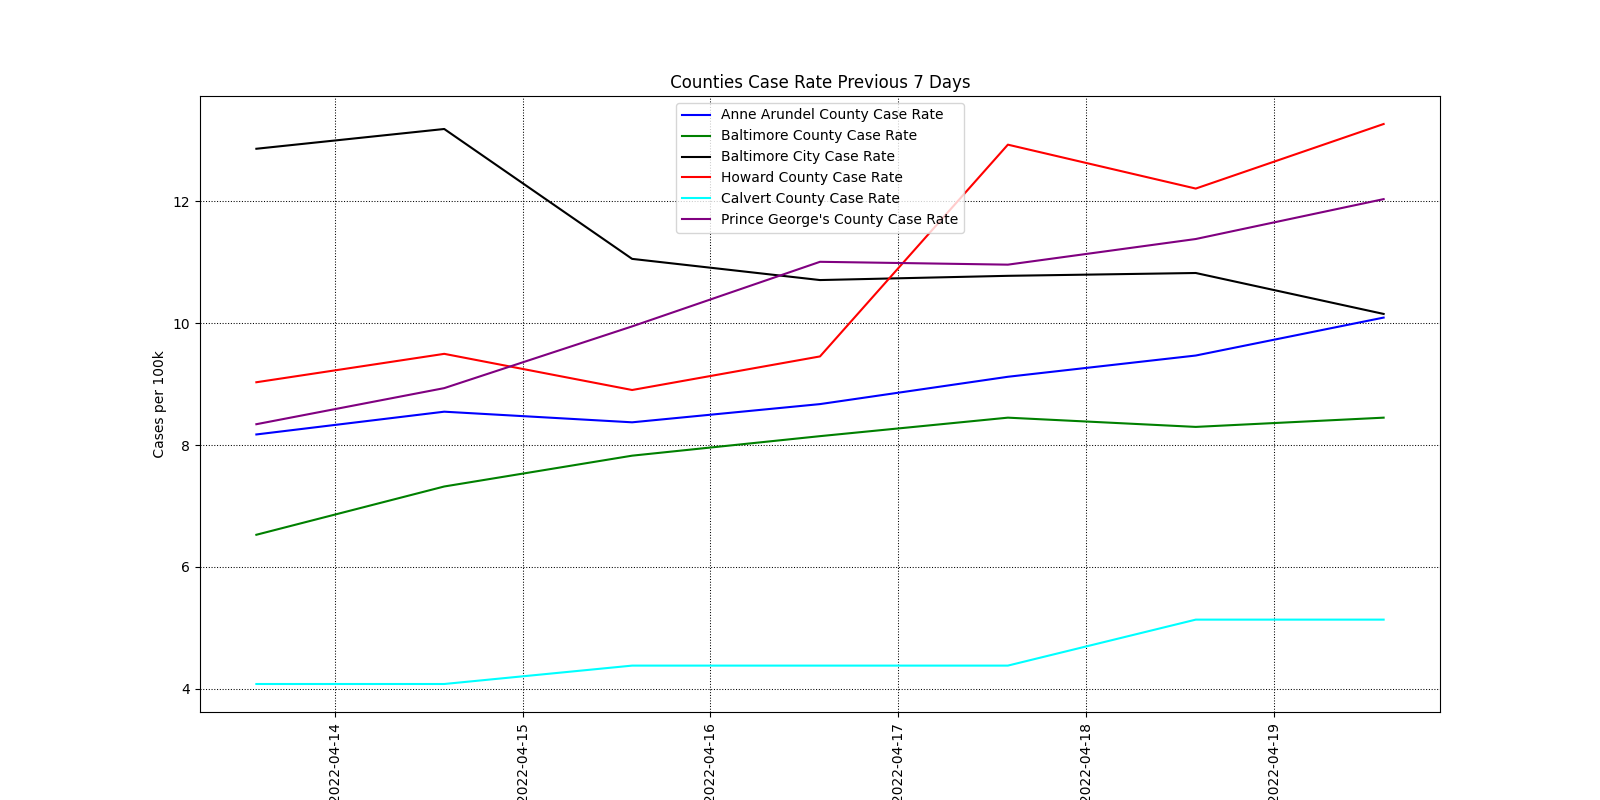 Counties Case Rate Previous 7 Days
Anne Arundel County Case Rate
Baltimore County Case Rate
Baltimore City Case Rate
Howard County Case Rate
Calvert County Case Rate
Prince George's County Case Rate
Cases per 100k
12
10
8
6
4
2022-04-14
2022-04-15
2022-04-16
2022-04-17
2022-04-18
2022-04-19